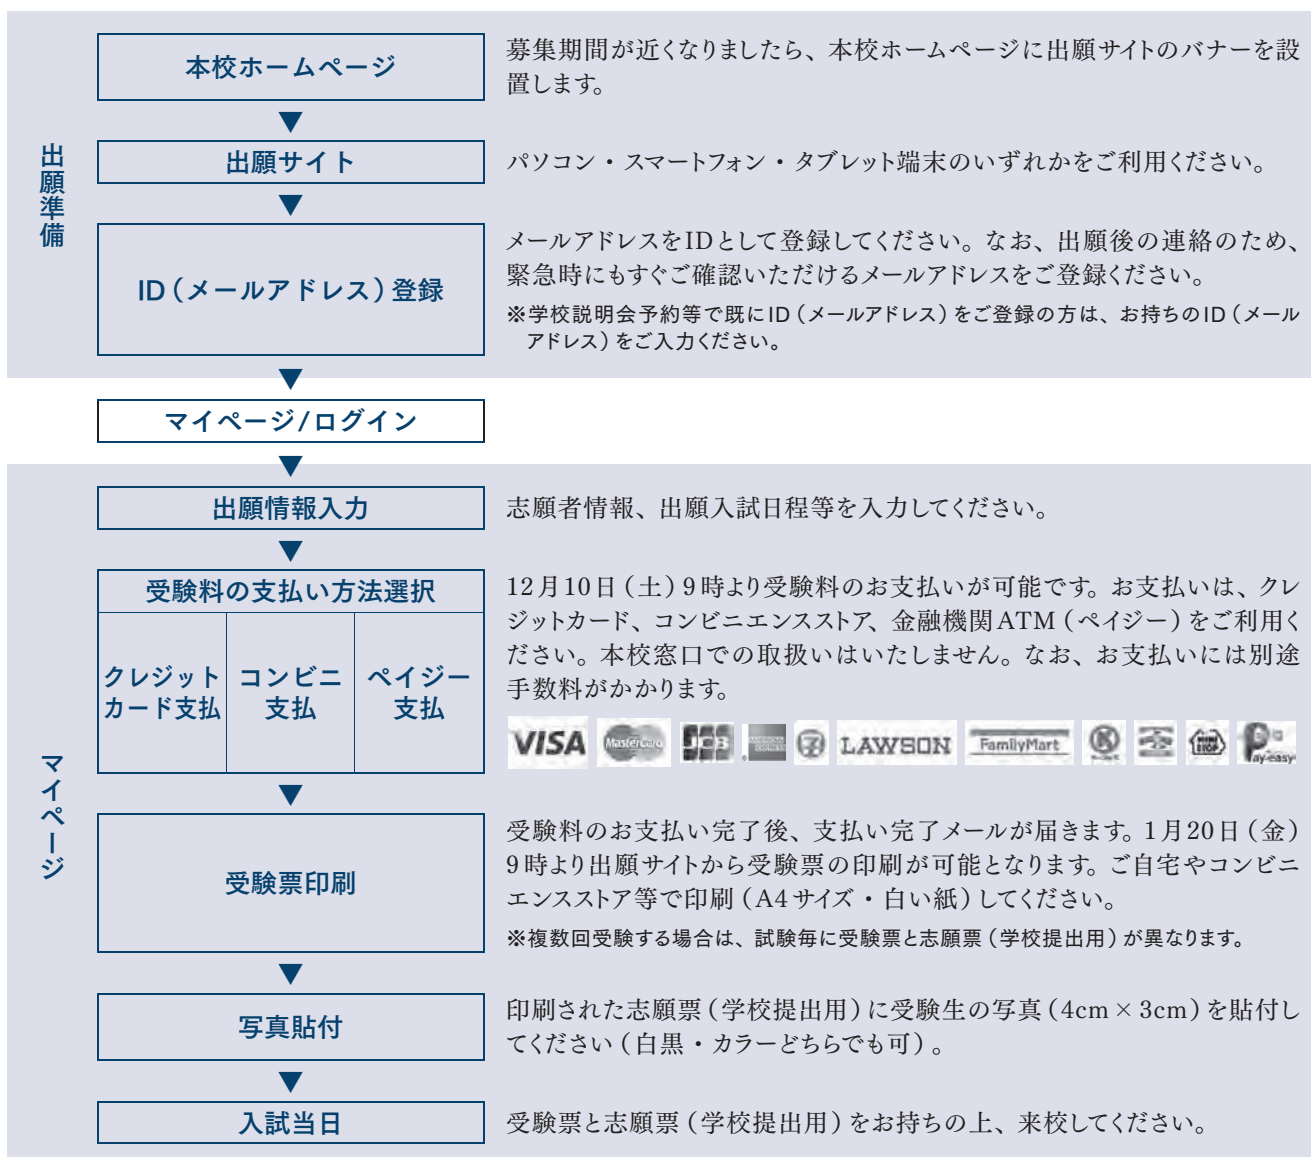 出願準備
本校ホームページ
募集期間が近くなりましたら、本校ホームページに出願サイトのバナーを設
置します。
▼
出願サイト
パソコン・スマートフォン・タブレット端末のいずれかをご利用ください。
▼
ID（メールアドレス）登録
メールアドレスをIDとして登録してください。なお、出願後の連絡のため、
緊急時にもすぐご確認いただけるメールアドレスをご登録ください。
※学校説明会予約等で既にID（メールアドレス）をご登録の方は、お持ちのID（メール
アドレス）をご入力ください。
▼
マイページ/ログイン
▼
マイページ
出願情報入力
志願者情報、出願入試日程等を入力してください。
▼
受験料の支払い方法選択
クレジット
カード支払
コンビニ
支払
ペイジー
支払
12月10日（土）9時より受験料のお支払いが可能です。お支払いは、クレ
ジットカード、コンビニエンスストア、金融機関ATM（ペイジー）をご利用く
ださい。本校窓口での取扱いはいたしません。なお、お支払いには別途
手数料がかかります。
VISA MasterCard JCB AMERICAN EXPRESS 7 LAWSON FamilyMart K MINI STOP Pay-easy
▼
受験票印刷
受験料のお支払い完了後、支払い完了メールが届きます。1月20日（金）
9時より出願サイトから受験票の印刷が可能となります。ご自宅やコンビニ
エンスストア等で印刷（A4サイズ・白い紙）してください。
※複数回受験する場合は、試験毎に受験票と志願票（学校提出用）が異なります。
▼
写真貼付
印刷された志願票（学校提出用）に受験生の写真（4cm×3cm）を貼付し
てください（白黒・カラーどちらでも可）。
▼
入試当日
受験票と志願票（学校提出用）をお持ちの上、来校してください。